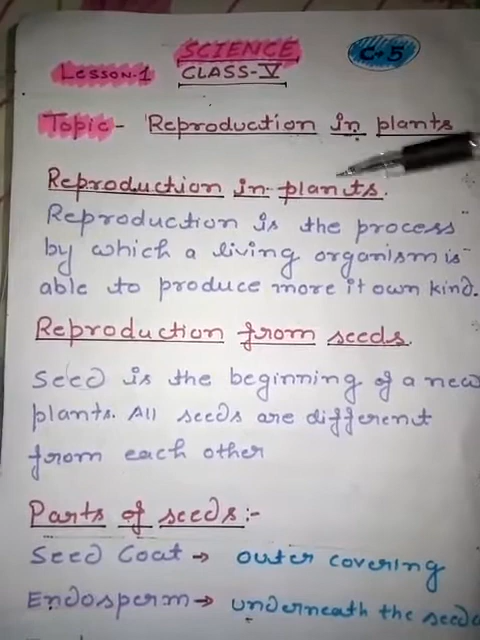 SCIENCE
C-5
LESSON-1
CLASS-V
Topic - Reproduction in plants
Reproduction in plants.
Reproduction is the process
by which a living organism is
able to produce more it own kind.
Reproduction from seeds.
Seed is the beginning of a new
plants. All seeds are different
from each other
Parts of seeds:-
Seed Coat → outer covering
Endosperm → underneath the seed